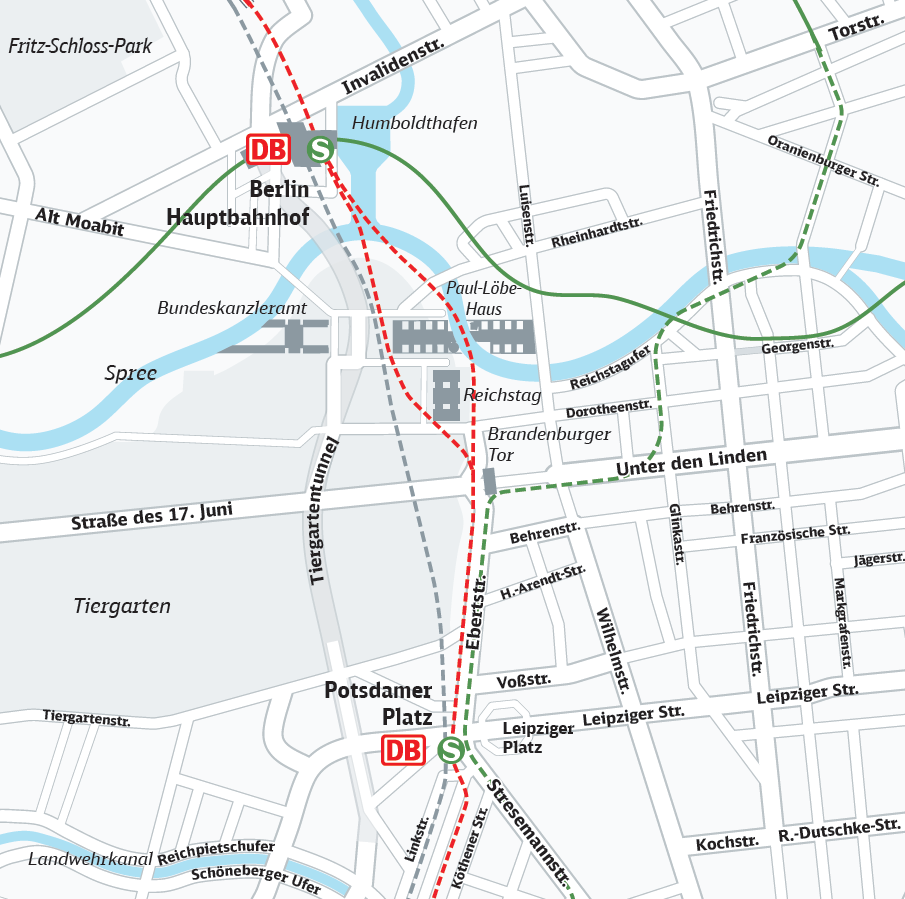 Torstr.
Fritz-Schloss-Park
Invalidenstr.
Humboldthafen
DB
S
Oranienburger Str.
Berlin
Hauptbahnhof
Alt Moabit
Luisenstr.
Rheinhardtstr.
Friedrichstr.
Paul-Löbe-
Haus
Bundeskanzleramt
Georgenstr.
Spree
Reichstagufer
Reichstag
Dorotheenstr.
Brandenburger
Tor
Unter den Linden
Tiergartentunnel
Straße des 17. Juni
Behrenstr.
Behrenstr.
Glinkastr.
Französische Str.
Jägerstr.
H.-Arendt-Str.
Tiergarten
Ebertstr.
Wilhelmstr.
Friedrichstr.
Markgrafenstr.
Voßstr.
Potsdamer
Platz
Leipziger Str.
Leipziger Str.
Tiergartenstr.
Leipziger
Platz
DB
S
Stresemannstr.
Linkstr.
Köthener Str.
Kochstr.
R.-Dutschke-Str.
Landwehrkanal
Reichpietschufer
Schöneberger Ufer